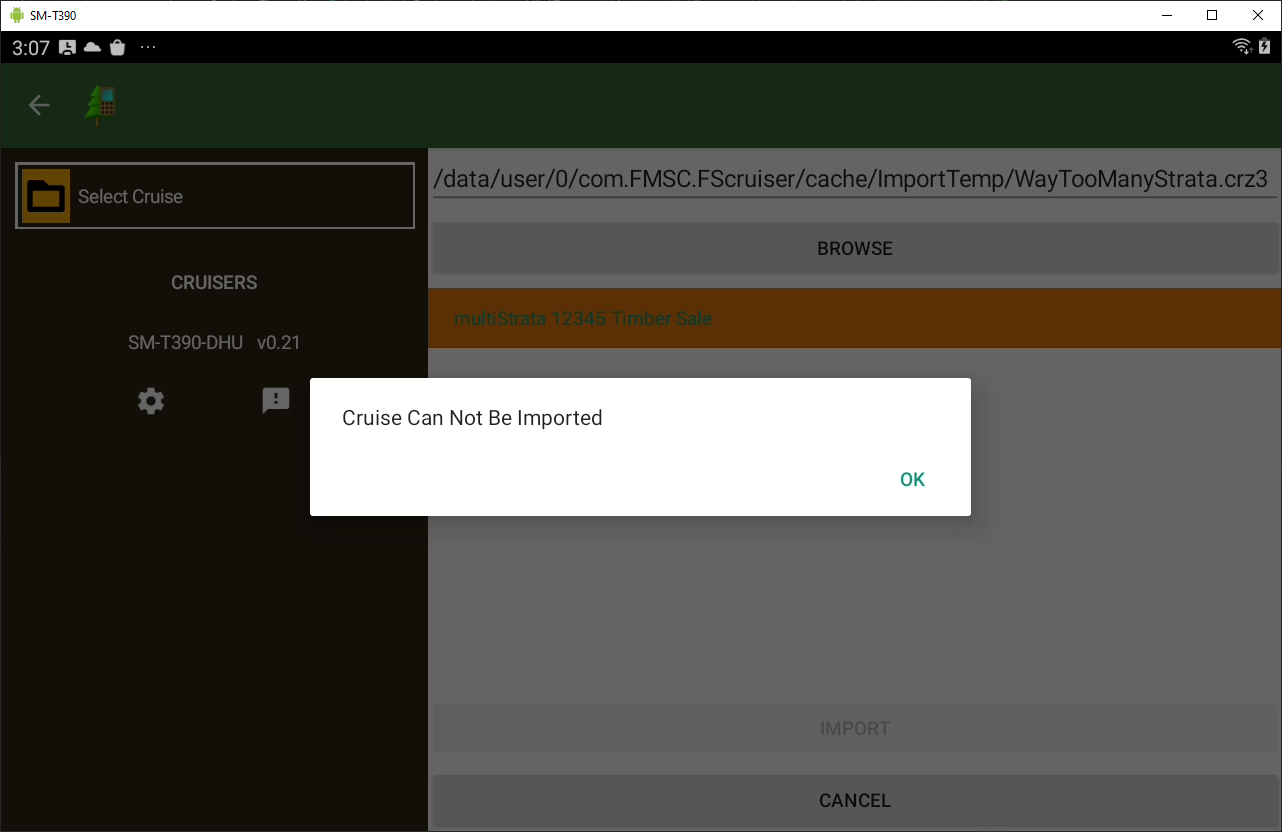 SM-T390
3:07
Select Cruise
CRUISERS
SM-T390-DHU v0.21
/data/user/0/com.FMSC.FScruiser/cache/ImportTemp/WayTooManyStrata.crz3
BROWSE
multiStrata 12345 Timber Sale
Cruise Can Not Be Imported
OK
IMPORT
CANCEL